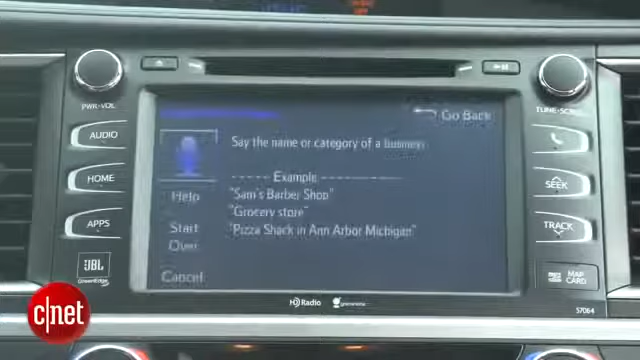 PWR•VOL
TUNE•SCROLL
AUDIO
HOME
APPS
JBL
GreenEdge
Go Back
Say the name or category of a business
Example
"Sam's Barber Shop"
"Grocery store"
"Pizza Shack in Ann Arbor Michigan"
Help
Start
Over
Cancel
SEEK
TRACK
MAP
CARD
HD Radio
57064
c|net